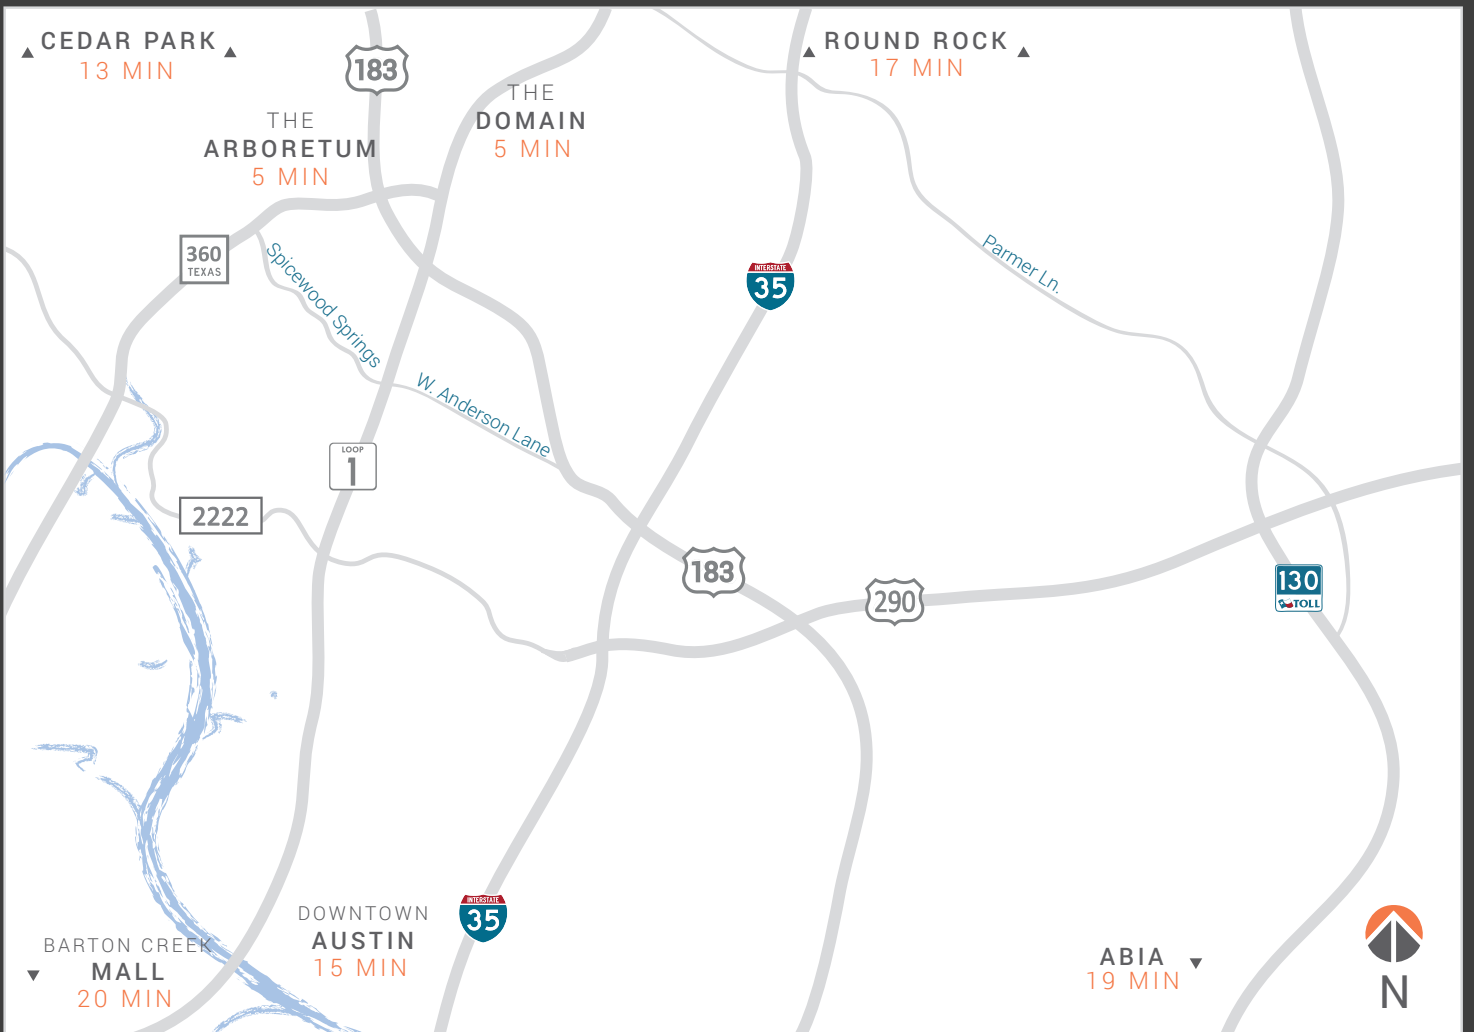 CEDAR PARK
13 MIN
183
ROUND ROCK
17 MIN
THE
DOMAIN
5 MIN
THE
ARBORETUM
5 MIN
360
TEXAS
Spicewood Springs
Parmer Ln.
INTERSTATE
35
W. Anderson Lane
LOOP
1
2222
183
290
130
TOLL
DOWNTOWN
AUSTIN
15 MIN
INTERSTATE
35
BARTON CREEK
MALL
20 MIN
ABIA
19 MIN
N